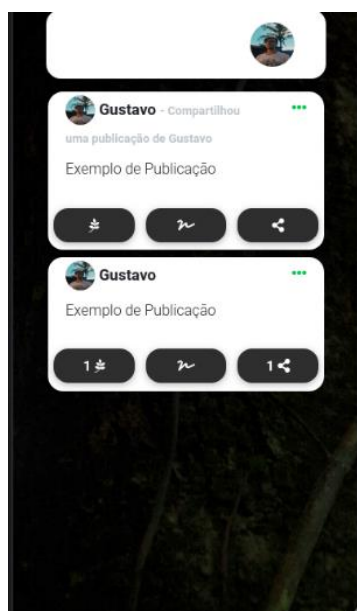 Gustavo - Compartilhou
uma publicação de Gustavo
Exemplo de Publicação
Gustavo
Exemplo de Publicação
1
1